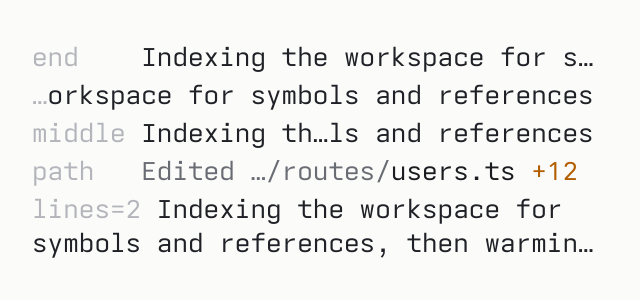 end    Indexing the workspace for s…
…orkspace for symbols and references
middle Indexing th…ls and references
path   Edited …/routes/users.ts +12
lines=2 Indexing the workspace for
symbols and references, then warmin…